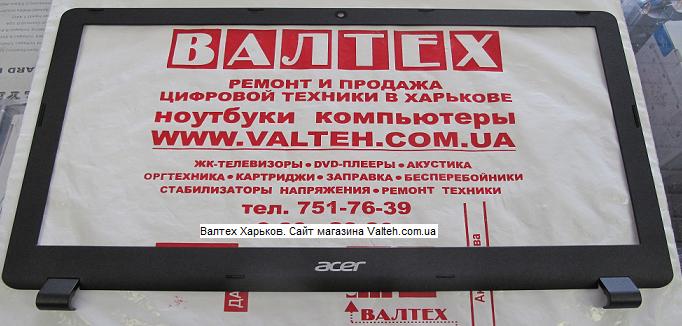 ВАЛТЕХ
РЕМОНТ И ПРОДАЖА
ЦИФРОВОЙ ТЕХНИКИ В ХАРЬКОВЕ
ноутбуки компьютеры
WWW.VALTEH.COM.UA
ЖК-ТЕЛЕВИЗОРЫ • DVD-ПЛЕЕРЫ • АКУСТИКА
ОРГТЕХНИКА • КАРТРИДЖИ • ЗАПРАВКА • БЕСПЕРЕБОЙНИКИ
СТАБИЛИЗАТОРЫ НАПРЯЖЕНИЯ • РЕМОНТ ТЕХНИКИ
тел. 751-76-39
Валтех Харьков. Сайт магазина Valteh.com.ua
acer
ВАЛТЕХ